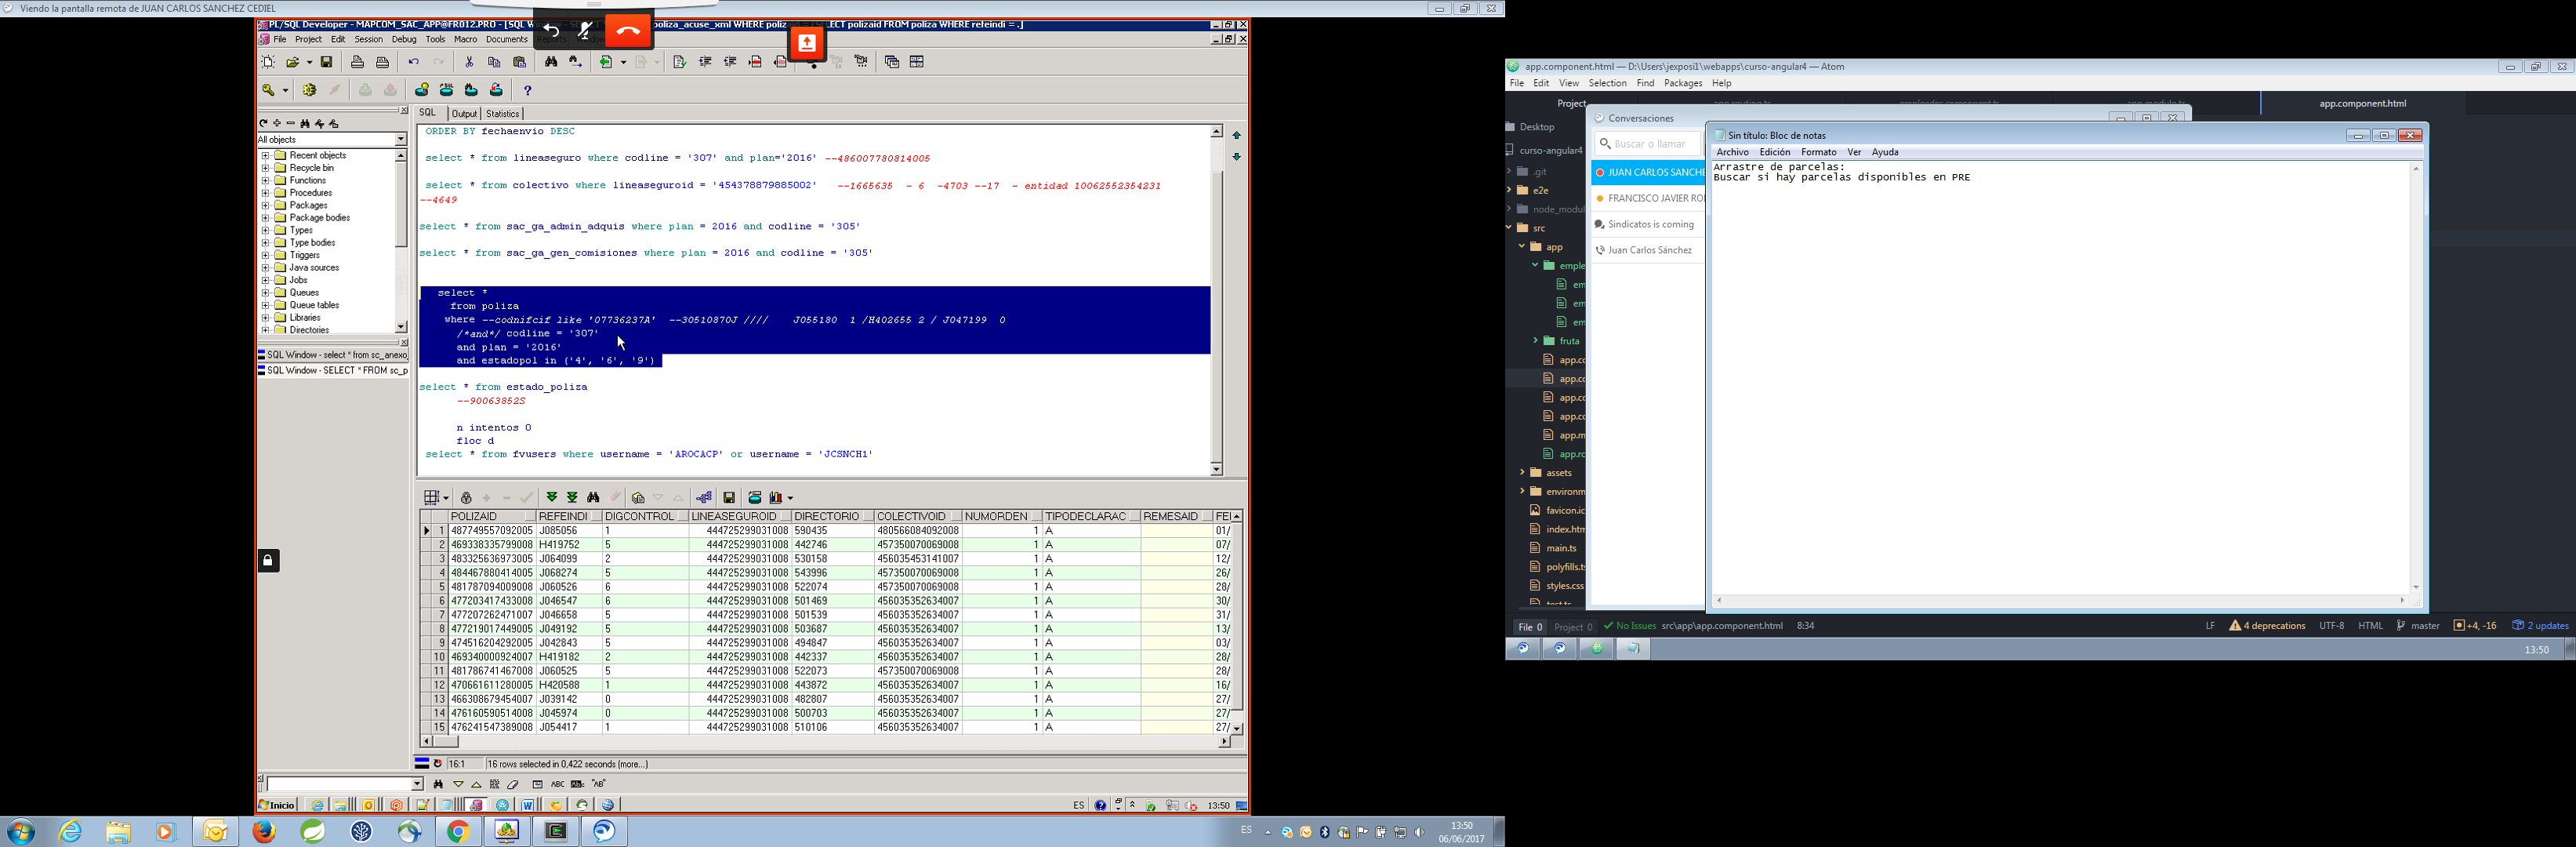 Viendo la pantalla remota de JUAN CARLOS SANCHEZ CEDIEL
PL/SQL Developer - MAPCOM_SAC_APP@FR012.PRO - [SQL
poliza_acuse_xml WHERE
SELECT polizaid FROM poliza WHERE refeindi = .]
File Project Edit Session Debug Tools Macro Documents
SQL Output Statistics
All objects
Recent objects
Recycle bin
Functions
Procedures
Packages
Package bodies
Types
Type bodies
Triggers
Java sources
Jobs
Queues
Queue tables
Libraries
Directories
SQL Window - select * from sc_anexo_
SQL Window - SELECT * FROM sc_p
ORDER BY fechaenvio DESC
select * from lineaseguro where codline = '307' and plan='2016' --486007780814005
select * from colectivo where lineaseguroid = '454378879885002' --1665635 - 6 -4703 --17 - entidad 10062552354231
--4649
select * from sac_ga_admin_adquis where plan = 2016 and codline = '305'
select * from sac_ga_gen_comisiones where plan = 2016 and codline = '305'
select *
from poliza
where --codnifcif like '07736237A' --30510870J //// J055180 1 /H402655 2 / J047199 0
/*and*/ codline = '307'
and plan = '2016'
and estadopol in ('4', '6', '9')
select * from estado_poliza
--90063852S
n intentos 0
floc d
select * from fvusers where username = 'AROCACP' or username = 'JCSNCH1'
POLIZAID REFEINDI DIGCONTROL LINEASEGUROID DIRECTORIO COLECTIVOID NUMORDEN TIPODECLARAC REMESAID FEI
1 487749557092005 J085056 1 444725299031008 590435 480566084092008 1 A 01/
2 469338335799008 H419752 5 444725299031008 442746 457350070069008 1 A 07/
3 483325636973005 J064099 2 444725299031008 530158 456035453141007 1 A 12/
4 484467880414005 J068274 5 444725299031008 543996 457350070069008 1 A 26/
5 481787094009008 J060526 6 444725299031008 522074 457350070069008 1 A 28/
6 477203417433008 J046547 6 444725299031008 501469 456035352634007 1 A 30/
7 477207262471007 J046658 5 444725299031008 501539 456035352634007 1 A 31/
8 477219017449005 J049192 5 444725299031008 503687 456035352634007 1 A 13/
9 474516204292005 J042843 5 444725299031008 494847 456035352634007 1 A 03/
10 469340000924007 H419182 2 444725299031008 442337 456035352634007 1 A 28/
11 481786741467008 J060525 5 444725299031008 522073 457350070069008 1 A 28/
12 470661611280005 H420588 1 444725299031008 443872 456035352634007 1 A 16/
13 466308679454007 J039142 0 444725299031008 482807 456035352634007 1 A 27/
14 476160590514008 J045974 0 444725299031008 500703 456035352634007 1 A 27/
15 476241547389008 J054417 1 444725299031008 510106 456035352634007 1 A 27/
16:1 16 rows selected in 0,422 seconds (more...)
ABC "AB"
Inicio
ES 13:50
ES 13:50
06/06/2017
app.component.html — D:\Users\jexposi1\webapps\curso-angular4 — Atom
File Edit View Selection Find Packages Help
Project
app.component.html
Desktop
curso-angular4
.git
e2e
node_modul
src
app
emple
em
em
em
fruta
app.cc
app.cc
app.cc
app.cc
app.m
app.rc
assets
environm
favicon.ic
index.htm
main.ts
polyfills.ts
styles.css
test.ts
Conversaciones
Buscar o llamar
JUAN CARLOS SANCHE
FRANCISCO JAVIER RO
Sindicatos is coming
Juan Carlos Sánchez
Sin título: Bloc de notas
Archivo Edición Formato Ver Ayuda
Arrastre de parcelas:
Buscar si hay parcelas disponibles en PRE
File 0 Project 0 No Issues src\app\app.component.html 8:34
LF 4 deprecations UTF-8 HTML master +4, -16 2 updates
13:50